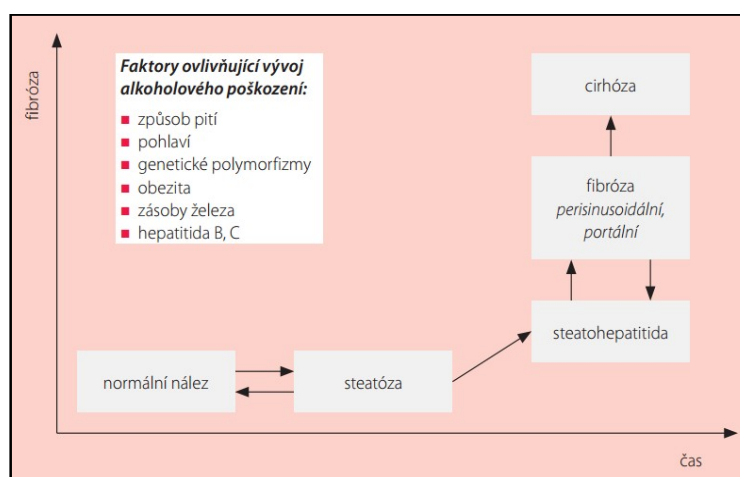 fibróza
Faktory ovlivňující vývoj
alkoholového poškození:
způsob pití
pohlaví
genetické polymorfizmy
obezita
zásoby železa
hepatitida B, C
cirhóza
fibróza
perisinusoidální,
portální
steatohepatitida
normální nález
steatóza
čas